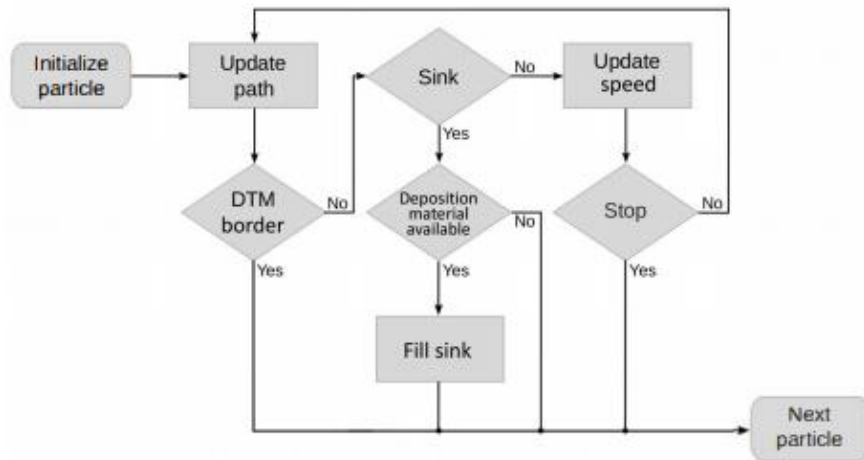 Initialize
particle
Update
path
Sink
No
Update
speed
Yes
DTM
border
No
Deposition
material
available
No
Stop
No
Yes
Yes
Yes
Fill sink
Next
particle